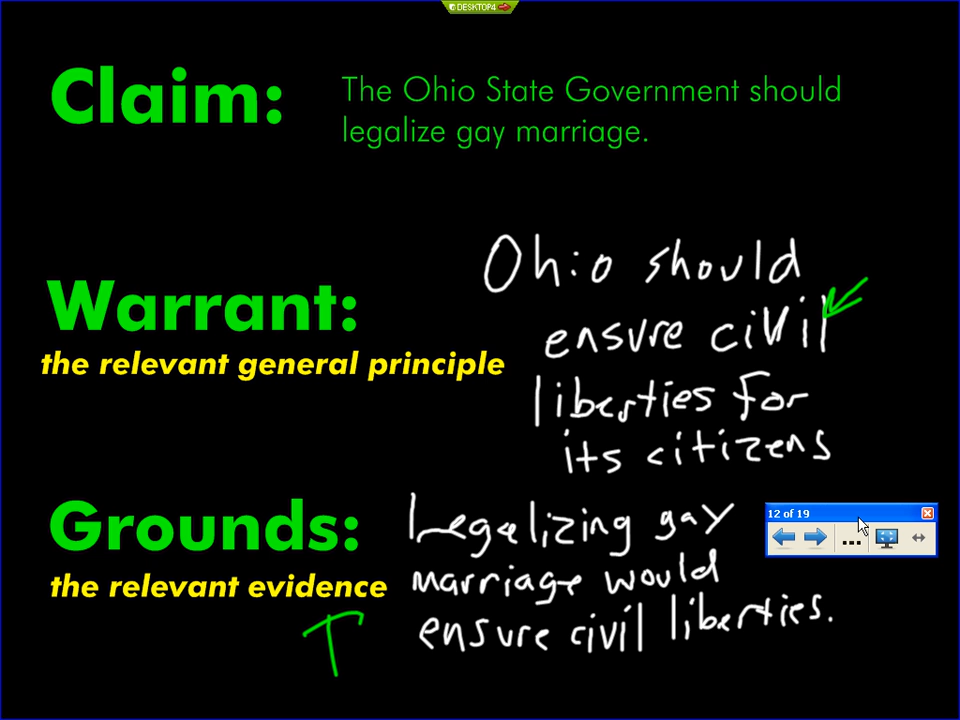 DESKTOP4
Claim:
The Ohio State Government should
legalize gay marriage.
Warrant:
the relevant general principle
Ohio should
ensure civil
liberties for
its citizens
Grounds:
the relevant evidence
Legalizing gay
marriage would
ensure civil liberties.
T
12 of 19
...